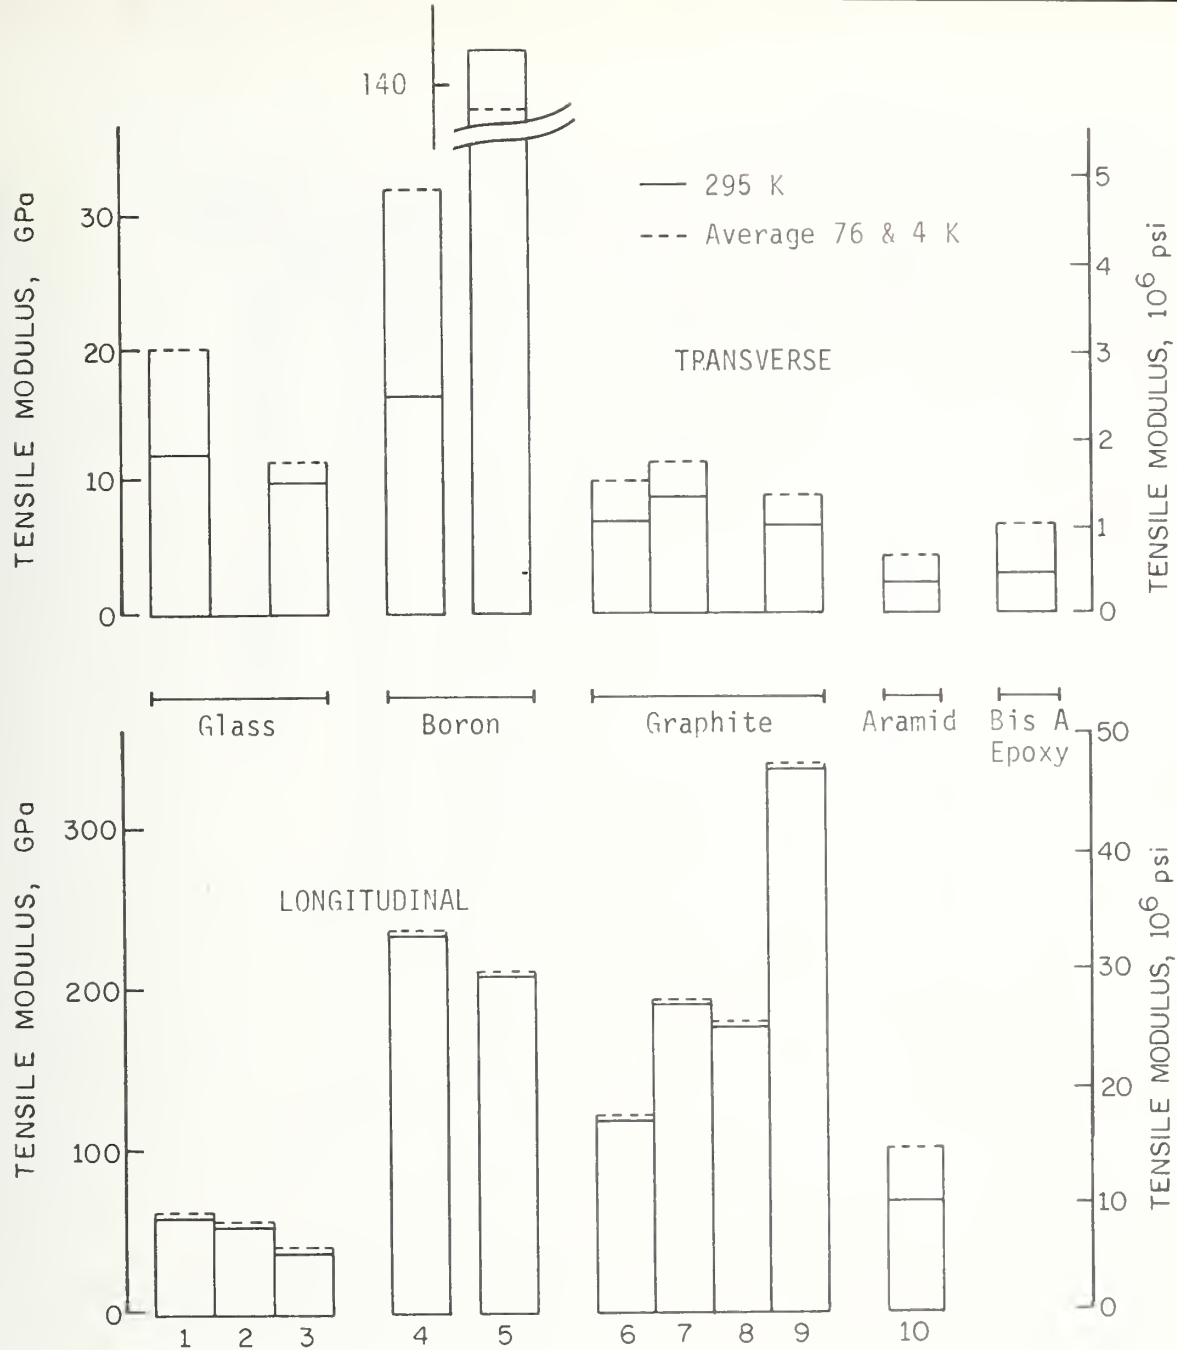 140
TENSILE MODULUS, GPa
30
20
10
0
295 K
Average 76 & 4 K
TRANSVERSE
5
4
3
2
1
0
TENSILE MODULUS, 10⁶ psi
Glass
Boron
Graphite
Aramid
Bis A
Epoxy
TENSILE MODULUS, GPa
300
200
100
0
LONGITUDINAL
50
40
30
20
10
0
TENSILE MODULUS, 10⁶ psi
1 2 3 4 5 6 7 8 9 10